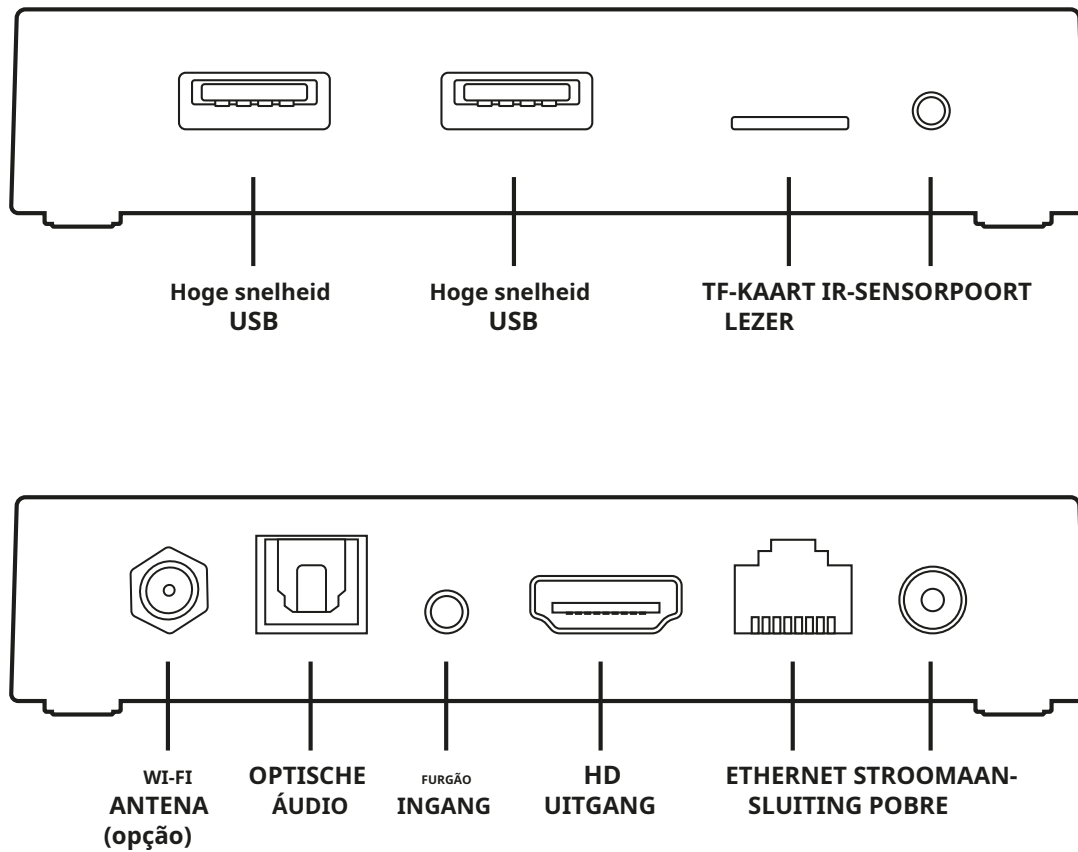 Hoge snelheid
USB
Hoge snelheid
USB
TF-KAART IR-SENSORPOORT
LEZER
WI-FI
ANTENA
(opção)
OPTISCHE
ÁUDIO
FURGÃO
INGANG
HD
UITGANG
ETHERNET STROOMAAN-
SLUITING POBRE